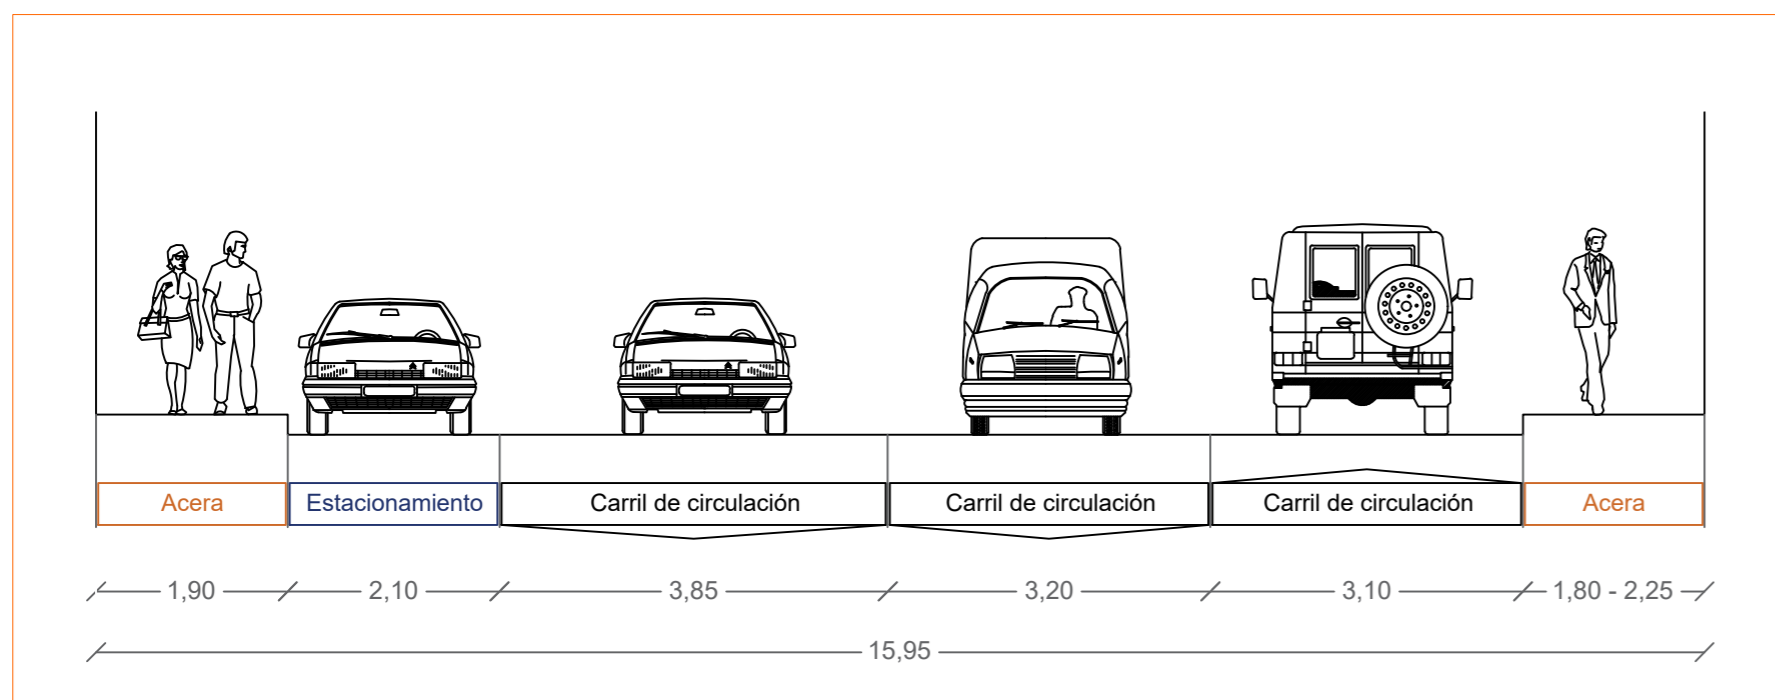 Acera
Estacionamiento
Carril de circulación
Carril de circulación
Carril de circulación
Acera
1,90
2,10
3,85
3,20
3,10
1,80 - 2,25
15,95